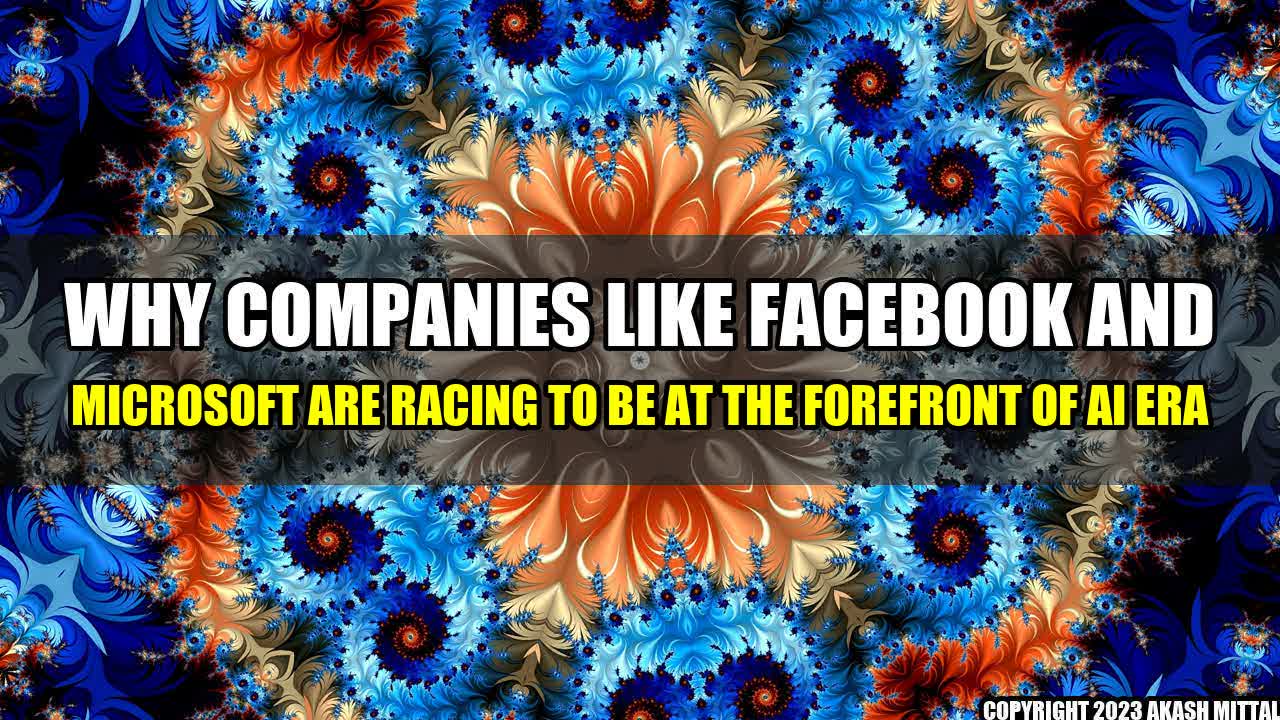 WHY COMPANIES LIKE FACEBOOK AND
MICROSOFT ARE RACING TO BE AT THE FOREFRONT OF AI ERA
COPYRIGHT 2023 AKASH MITTAL